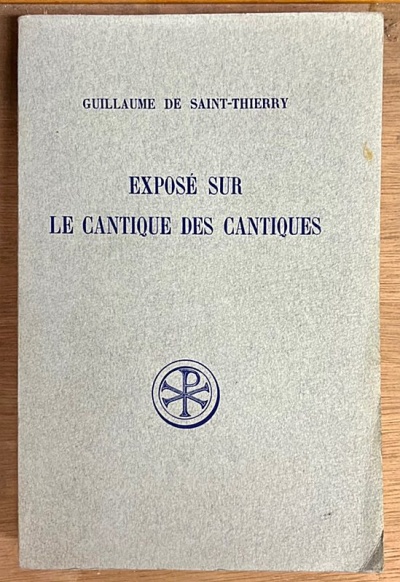 GUILLAUME DE SAINT-THIERRY
EXPOSÉ SUR
LE CANTIQUE DES CANTIQUES